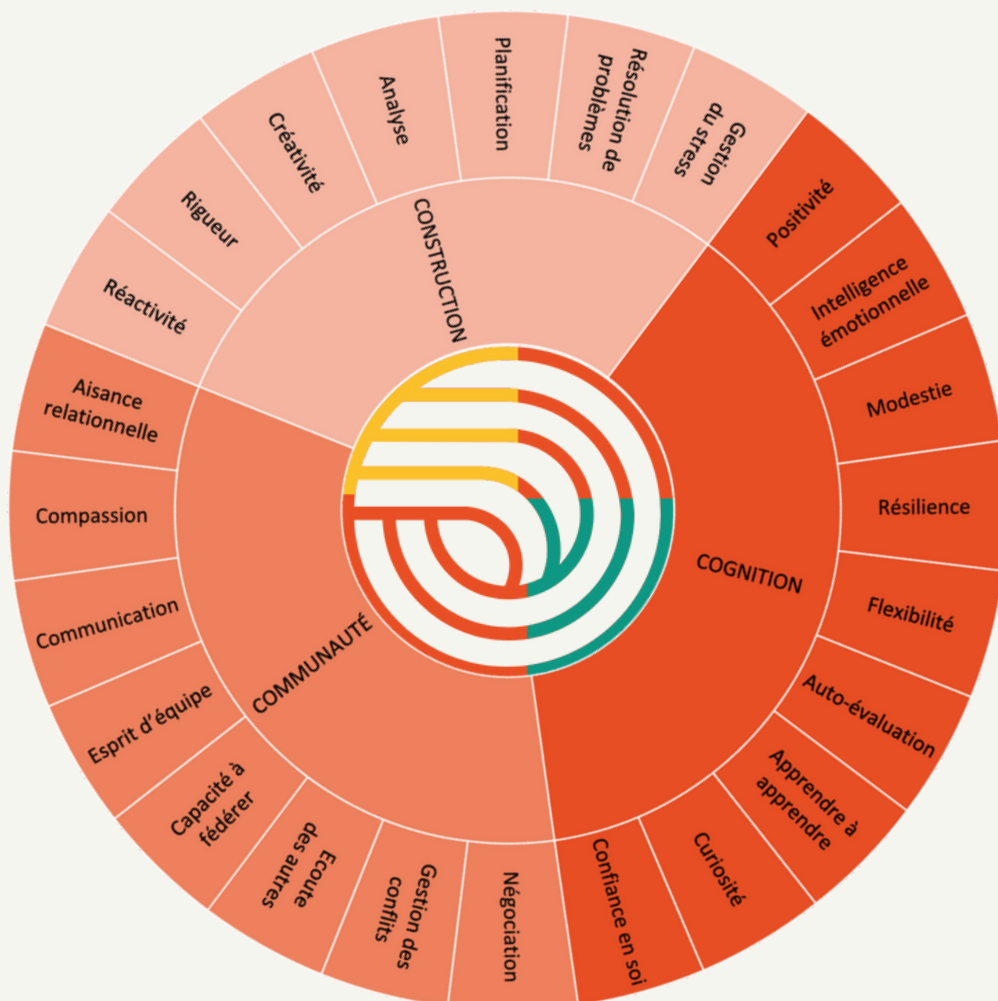 CONSTRUCTION
Réactivité
Rigueur
Créativité
Analyse
Planification
Résolution de
problèmes
Gestion
du stress
COGNITION
Positivité
Intelligence
émotionnelle
Modestie
Résilience
Flexibilité
Auto-évaluation
Apprendre à
apprendre
Curiosité
Confiance en soi
COMMUNAUTÉ
Négociation
Gestion des
conflits
Ecoute
des autres
Capacité à
fédérer
Esprit d'équipe
Communication
Compassion
Aisance
relationnelle